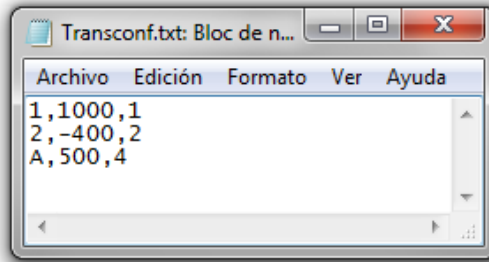 Transconf.txt: Bloc de n...
Archivo Edición Formato Ver Ayuda
1,1000,1
2,-400,2
A,500,4